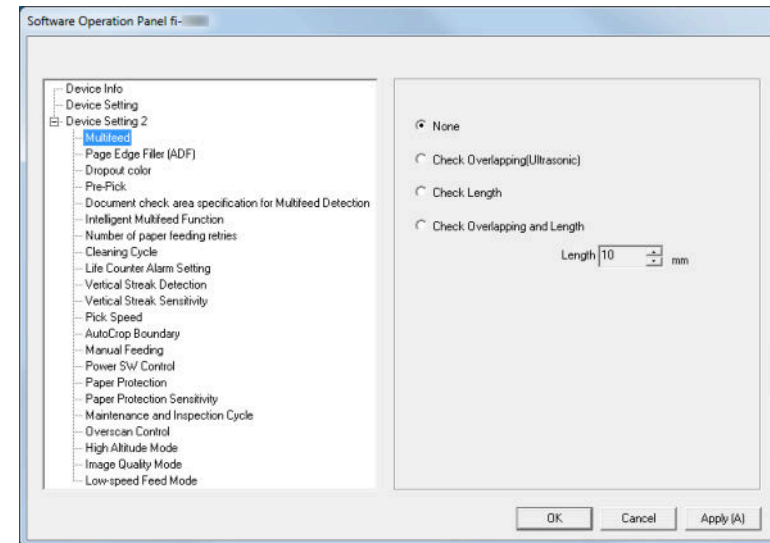 Software Operation Panel fi-
Device Info
Device Setting
Device Setting 2
Multifeed
Page Edge Filler (ADF)
Dropout color
Pre-Pick
Document check area specification for Multifeed Detection
Intelligent Multifeed Function
Number of paper feeding retries
Cleaning Cycle
Life Counter Alarm Setting
Vertical Streak Detection
Vertical Streak Sensitivity
Pick Speed
AutoCrop Boundary
Manual Feeding
Power SW Control
Paper Protection
Paper Protection Sensitivity
Maintenance and Inspection Cycle
Overscan Control
High Altitude Mode
Image Quality Mode
Low-speed Feed Mode
None
Check Overlapping(Ultrasonic)
Check Length
Check Overlapping and Length
Length 10 mm
OK Cancel Apply (A)